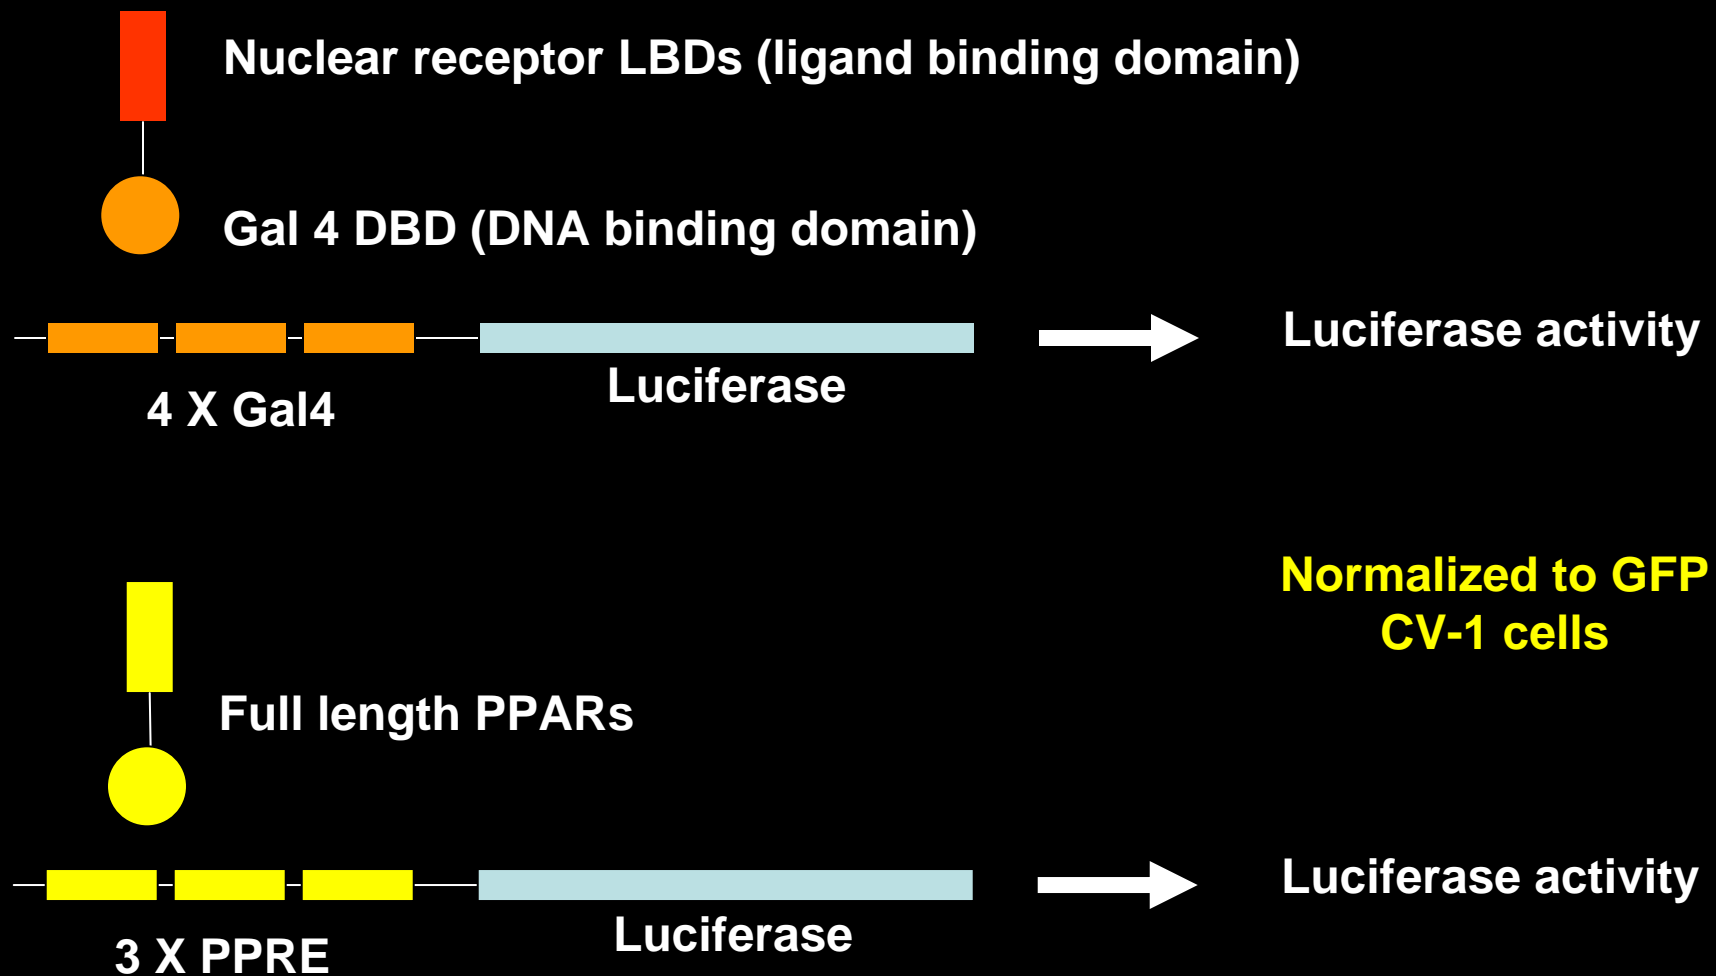 Nuclear receptor LBDs (ligand binding domain)
Gal 4 DBD (DNA binding domain)
Luciferase activity
Luciferase
4 X Gal4
Normalized to GFP
CV-1 cells
Full length PPARs
Luciferase activity
Luciferase
3 X PPRE